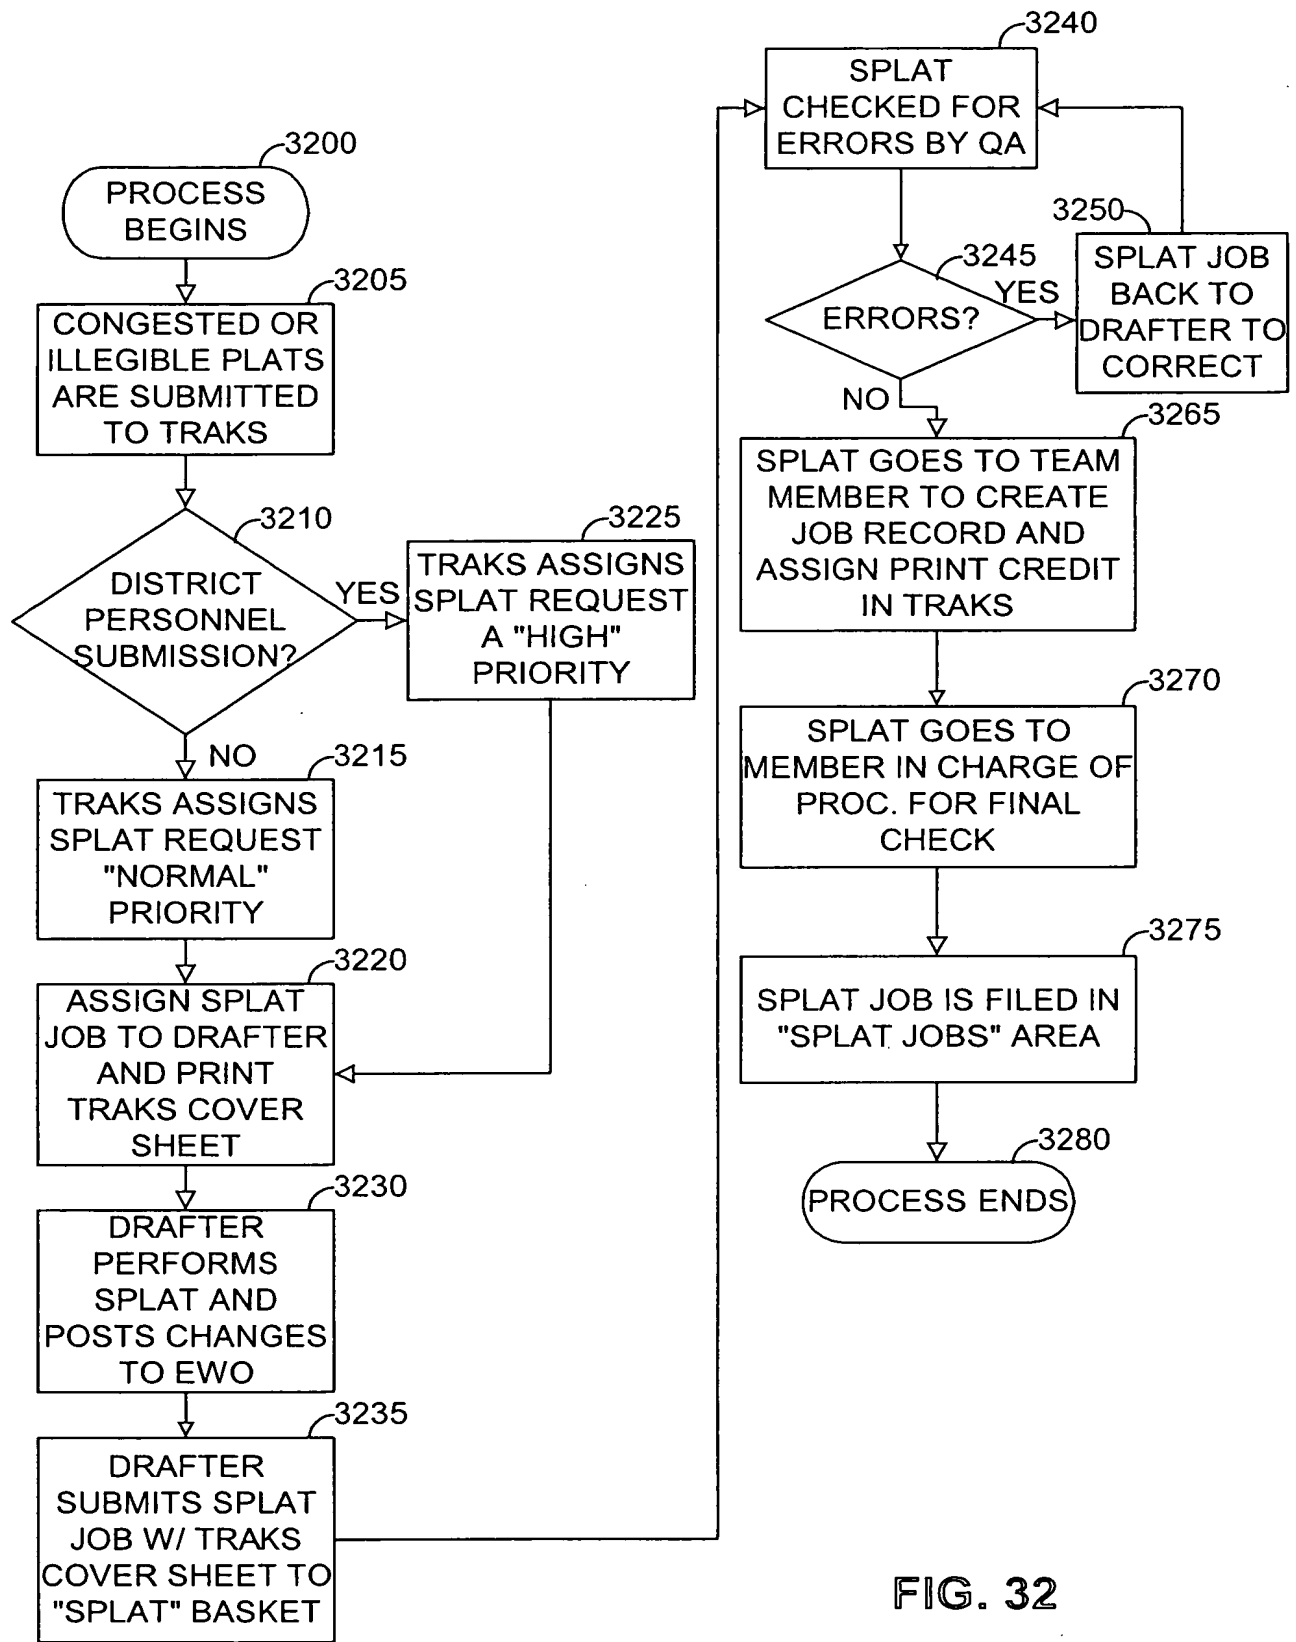 3200
PROCESS
BEGINS
3205
CONGESTED OR
ILLEGIBLE PLATS
ARE SUBMITTED
TO TRAKS
3210
DISTRICT
PERSONNEL
SUBMISSION?
YES
3225
TRAKS ASSIGNS
SPLAT REQUEST
A "HIGH"
PRIORITY
NO
3215
TRAKS ASSIGNS
SPLAT REQUEST
"NORMAL"
PRIORITY
3220
ASSIGN SPLAT
JOB TO DRAFTER
AND PRINT
TRAKS COVER
SHEET
3230
DRAFTER
PERFORMS
SPLAT AND
POSTS CHANGES
TO EWO
3235
DRAFTER
SUBMITS SPLAT
JOB W/ TRAKS
COVER SHEET TO
"SPLAT" BASKET
3240
SPLAT
CHECKED FOR
ERRORS BY QA
3245
ERRORS?
YES
3250
SPLAT JOB
BACK TO
DRAFTER TO
CORRECT
NO
3265
SPLAT GOES TO TEAM
MEMBER TO CREATE
JOB RECORD AND
ASSIGN PRINT CREDIT
IN TRAKS
3270
SPLAT GOES TO
MEMBER IN CHARGE OF
PROC. FOR FINAL
CHECK
3275
SPLAT JOB IS FILED IN
"SPLAT JOBS" AREA
3280
PROCESS ENDS
FIG. 32